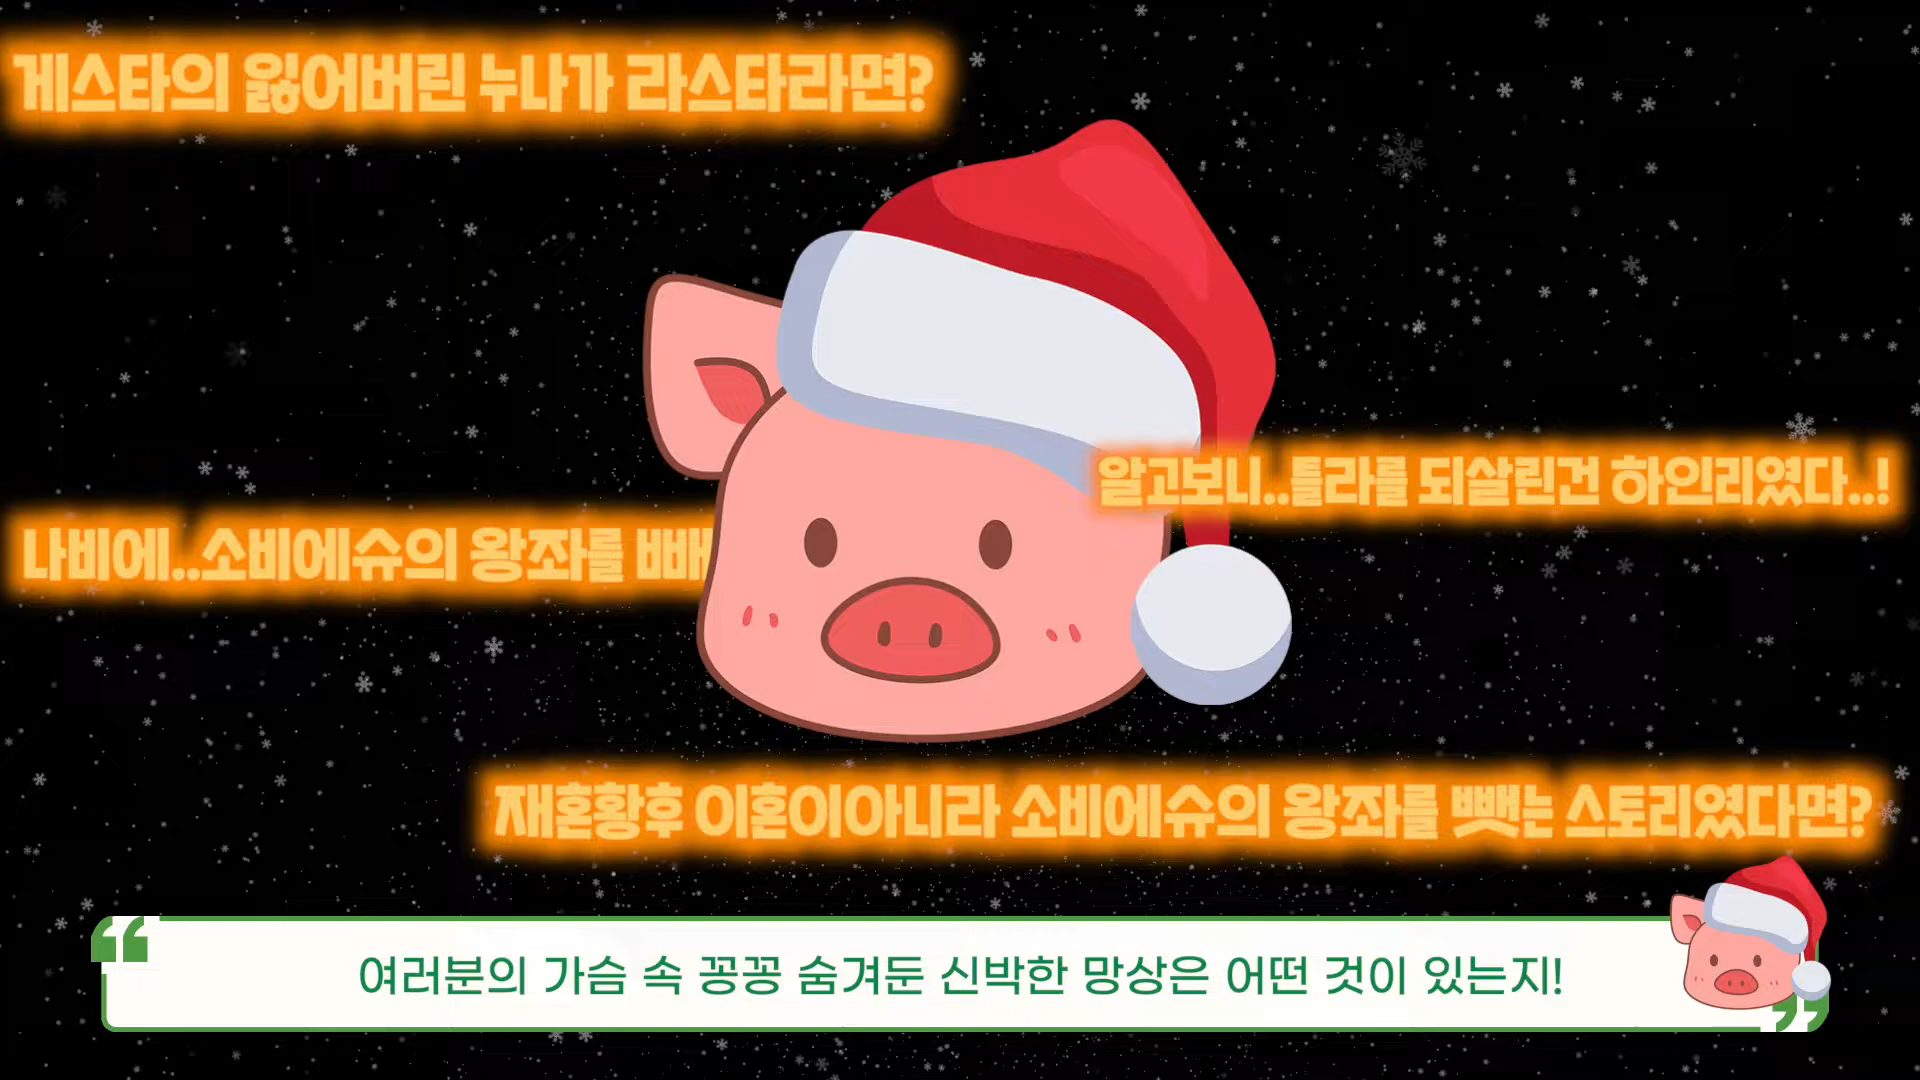 게스타의 잃어버린 누나가 라스타라면?
알고보니..틀라를 되살린건 하인리였다..!
나비에..소비에슈의 왕좌를
재혼황후 이혼이아니라 소비에슈의 왕좌를 뺏는 스토리였다면?
여러분의 가슴 속 꽁꽁 숨겨둔 신박한 망상은 어떤 것이 있는지!